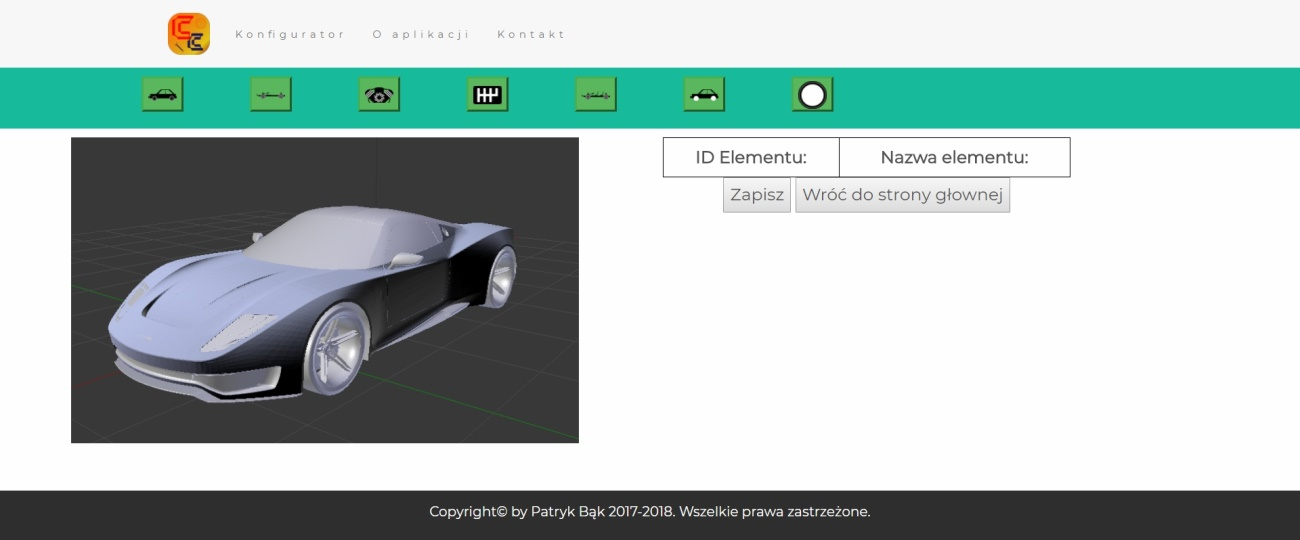 Konfigurator O aplikacji Kontakt
ID Elementu: Nazwa elementu:
Zapisz Wróć do strony głownej
Copyright© by Patryk Bąk 2017-2018. Wszelkie prawa zastrzeżone.